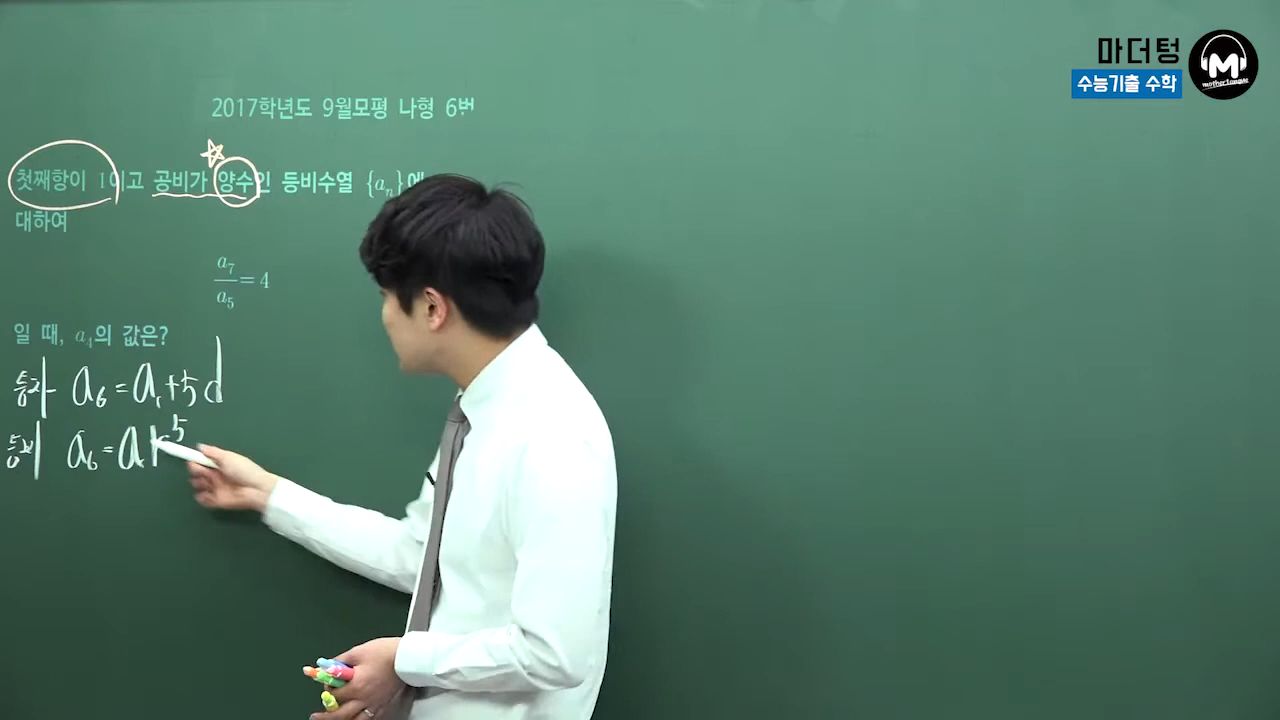 마더텅
수능기출 수학
M
mothertongue
2017학년도 9월모평 나형 6번
첫째항이 1이고 공비가 양수인 등비수열 {aₙ}에
대하여
a₇/a₅ = 4
일 때, a₄의 값은?
등차 a₆ = a₁+5d
등비 a₆ = ar⁵